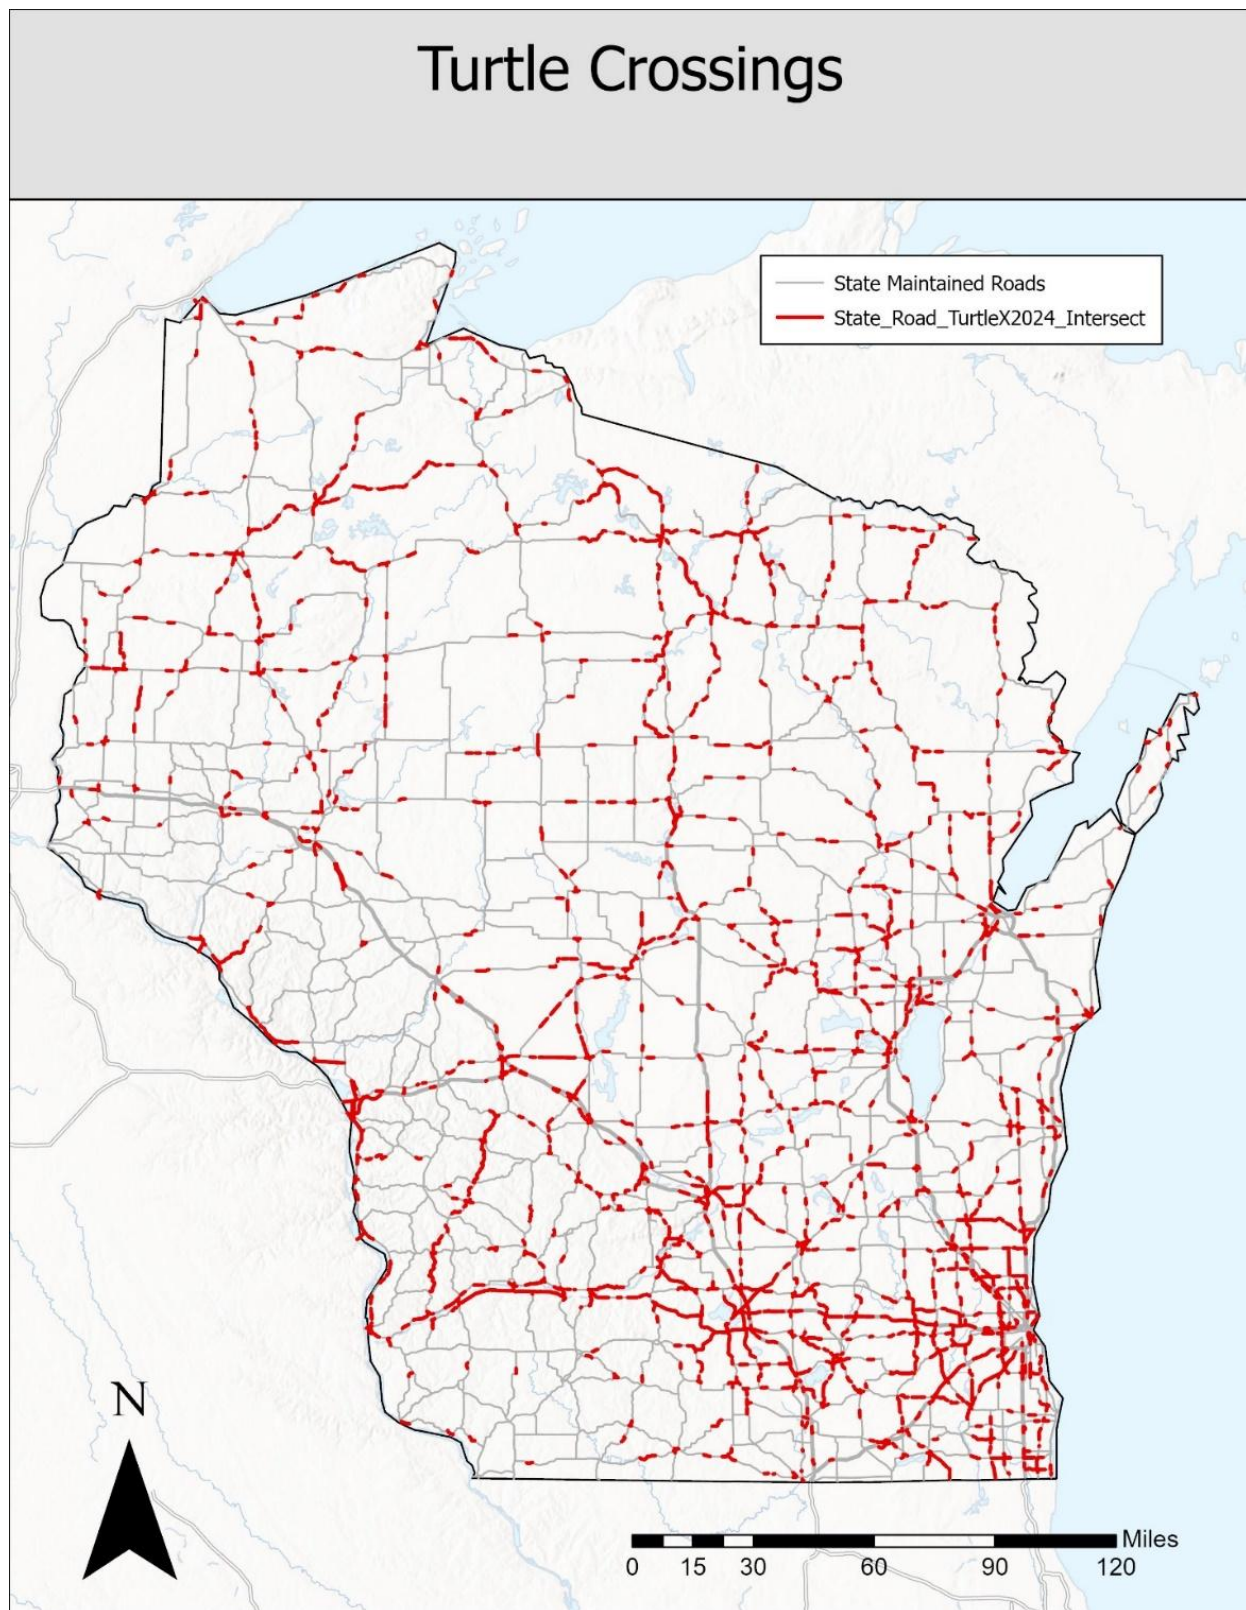 Turtle Crossings
State Maintained Roads
State_Road_TurtleX2024_Intersect
N
Miles
0 15 30 60 90 120